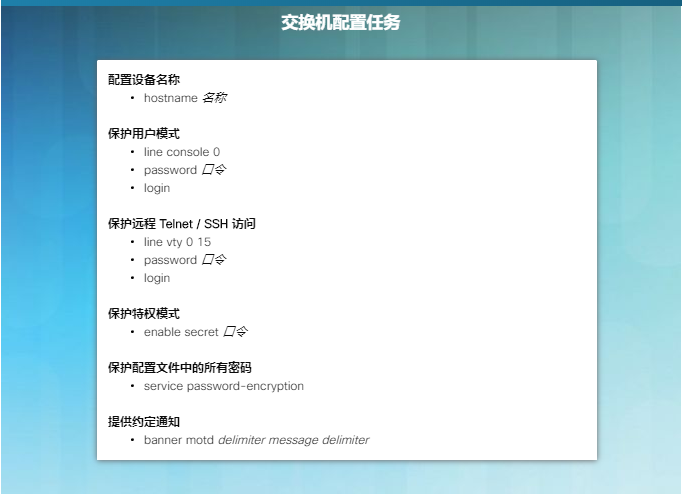 交换机配置任务
配置设备名称
• hostname 名称
保护用户模式
• line console 0
• password 口令
• login
保护远程 Telnet / SSH 访问
• line vty 0 15
• password 口令
• login
保护特权模式
• enable secret 口令
保护配置文件中的所有密码
• service password-encryption
提供约定通知
• banner motd delimiter message delimiter